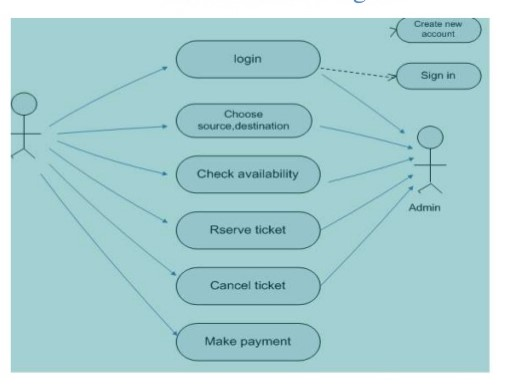 Create new
account
login
Sign in
Choose
source,destination
Check availability
Admin
Rserve ticket
Cancel ticket
Make payment